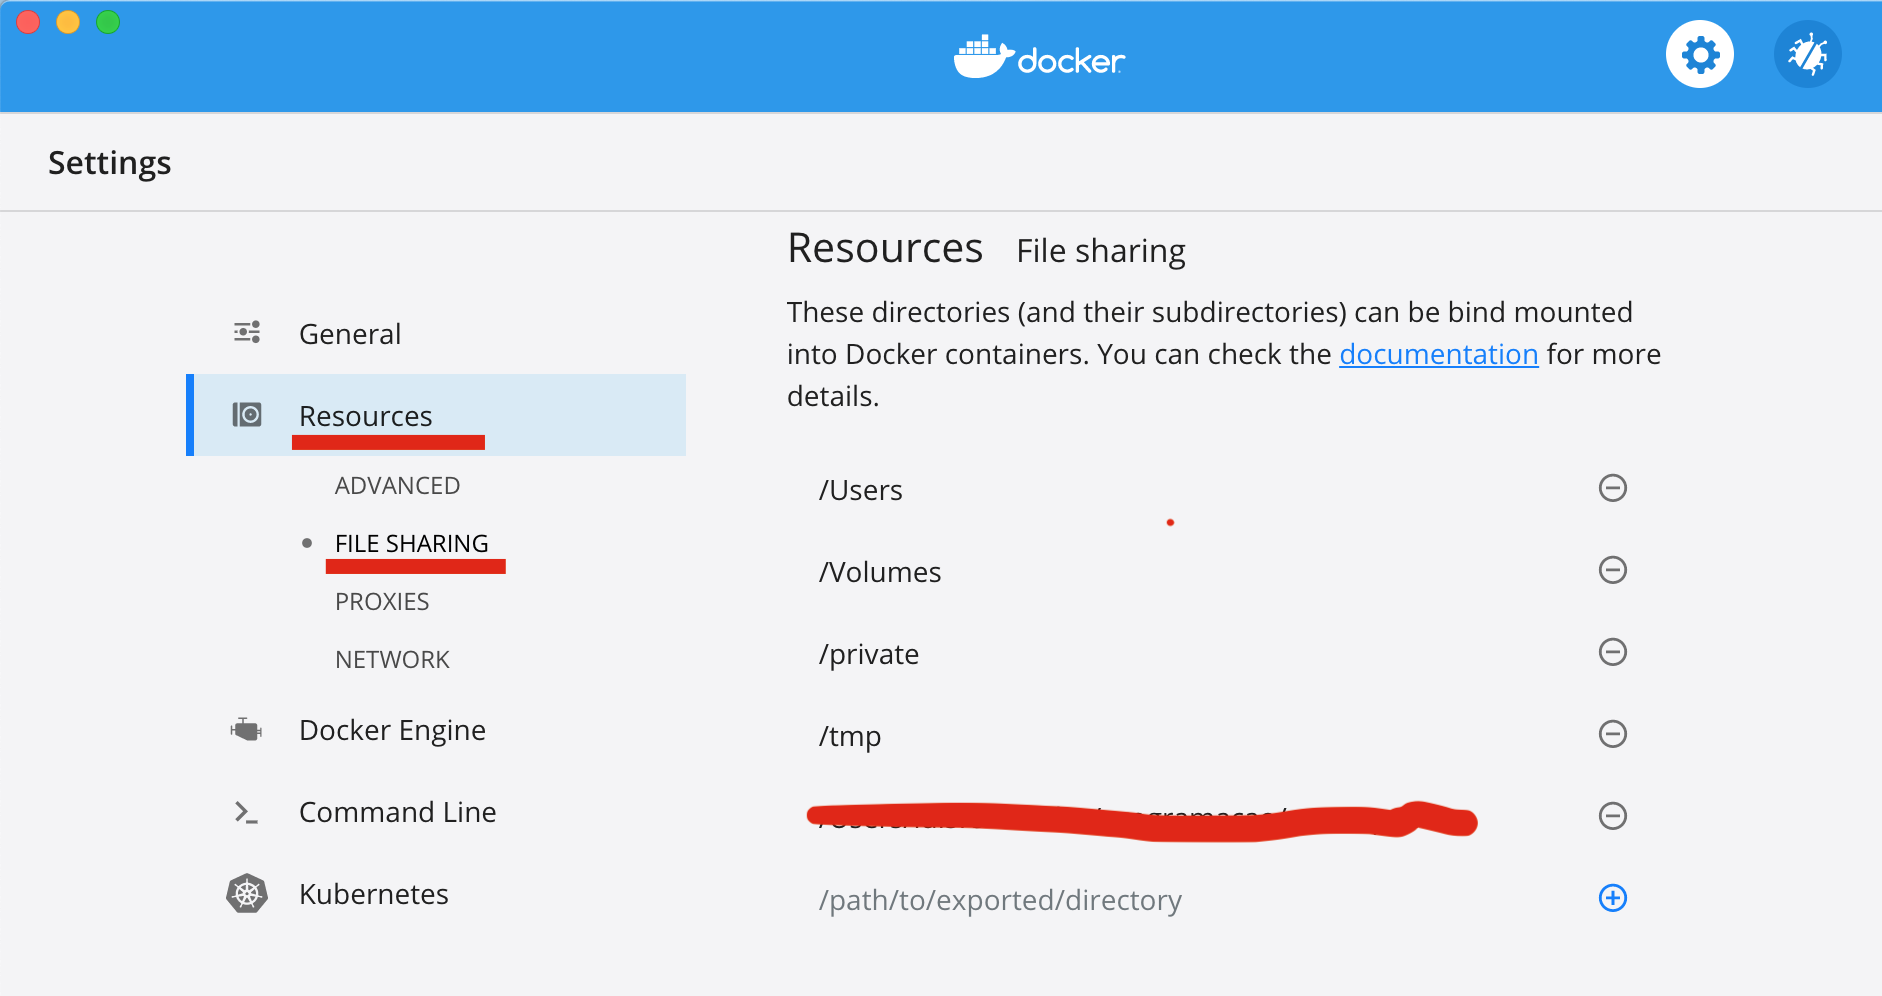 docker
Settings
General
Resources
ADVANCED
FILE SHARING
PROXIES
NETWORK
Docker Engine
Command Line
Kubernetes
Resources File sharing
These directories (and their subdirectories) can be bind mounted
into Docker containers. You can check the documentation for more
details.
/Users
/Volumes
/private
/tmp
/path/to/exported/directory